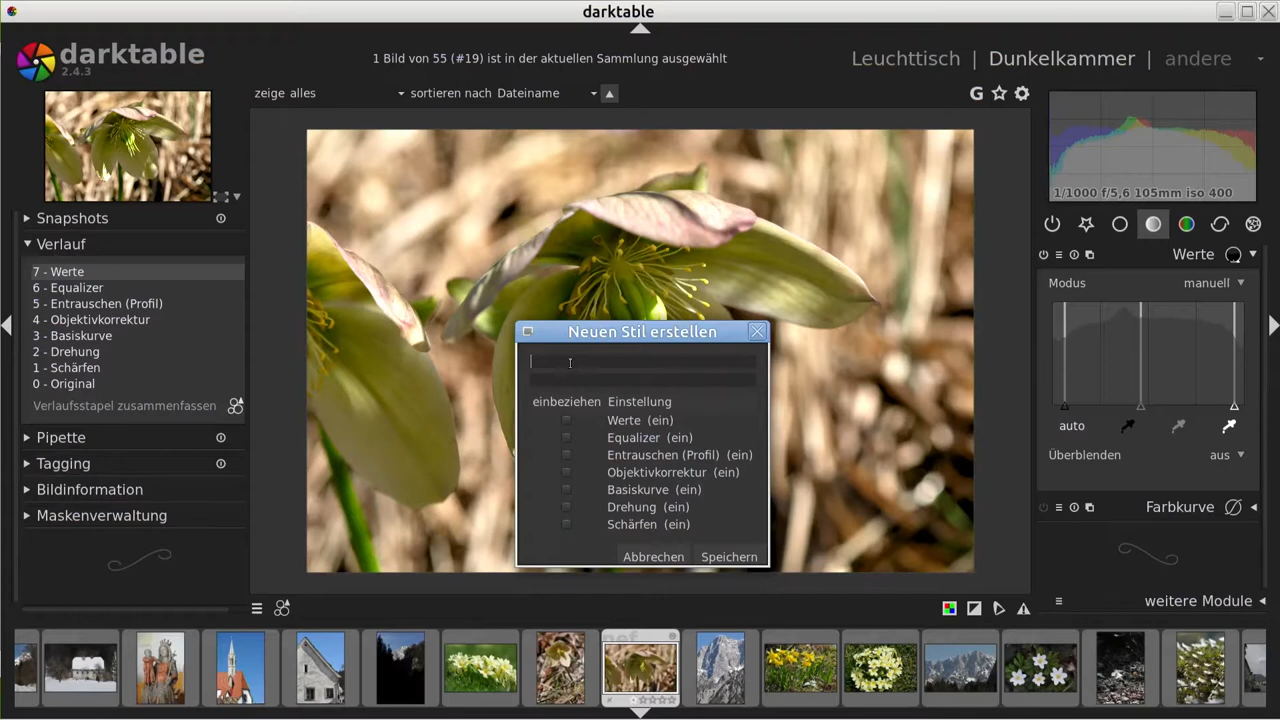 darktable
darktable
2.4.3
1 Bild von 55 (#19) ist in der aktuellen Sammlung ausgewählt
Leuchttisch | Dunkelkammer | andere
zeige alles
sortieren nach Dateiname
G
1/1000 f/5,6 105mm iso 400
Snapshots
Verlauf
7 - Werte
6 - Equalizer
5 - Entrauschen (Profil)
4 - Objektivkorrektur
3 - Basiskurve
2 - Drehung
1 - Schärfen
0 - Original
Verlaufsstapel zusammenfassen
Pipette
Tagging
Bildinformation
Maskenverwaltung
Neuen Stil erstellen
einbeziehen Einstellung
Werte (ein)
Equalizer (ein)
Entrauschen (Profil) (ein)
Objektivkorrektur (ein)
Basiskurve (ein)
Drehung (ein)
Schärfen (ein)
Abbrechen Speichern
Werte
Modus manuell
auto
Überblenden aus
Farbkurve
weitere Module
nef